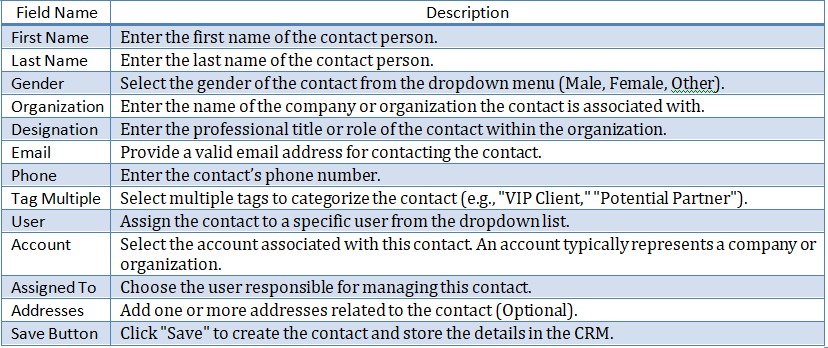 Field Name Description
First Name Enter the first name of the contact person.
Last Name Enter the last name of the contact person.
Gender Select the gender of the contact from the dropdown menu (Male, Female, Other).
Organization Enter the name of the company or organization the contact is associated with.
Designation Enter the professional title or role of the contact within the organization.
Email Provide a valid email address for contacting the contact.
Phone Enter the contact’s phone number.
Tag Multiple Select multiple tags to categorize the contact (e.g., "VIP Client," "Potential Partner").
User Assign the contact to a specific user from the dropdown list.
Account Select the account associated with this contact. An account typically represents a company or
organization.
Assigned To Choose the user responsible for managing this contact.
Addresses Add one or more addresses related to the contact (Optional).
Save Button Click "Save" to create the contact and store the details in the CRM.